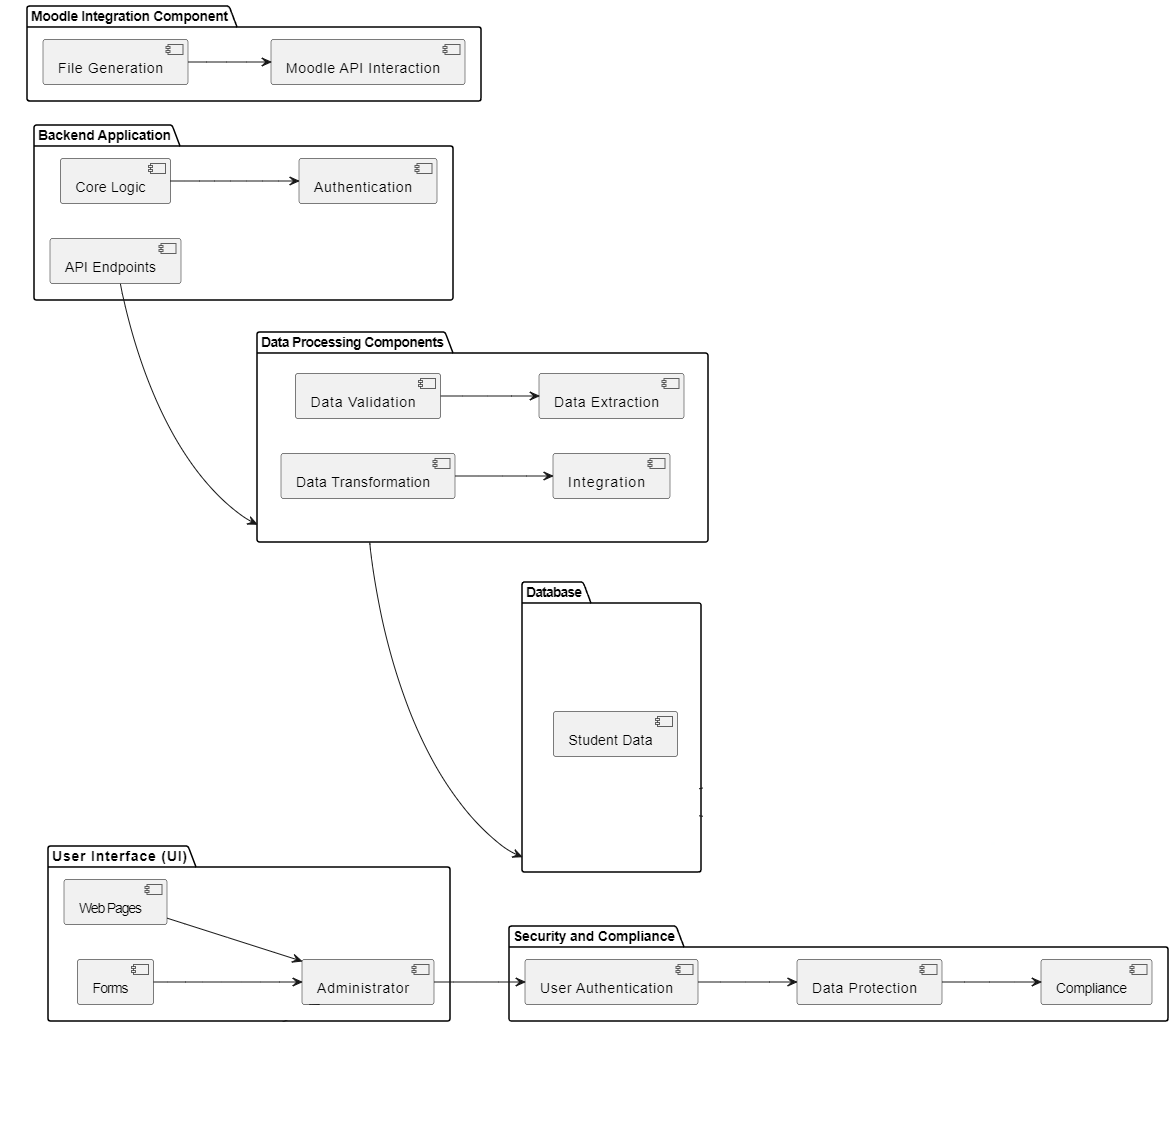 Moodle Integration Component
File Generation
Moodle API Interaction
Backend Application
Core Logic
Authentication
API Endpoints
Data Processing Components
Data Validation
Data Extraction
Data Transformation
Integration
Database
Student Data
User Interface (UI)
Web Pages
Forms
Administrator
Security and Compliance
User Authentication
Data Protection
Compliance